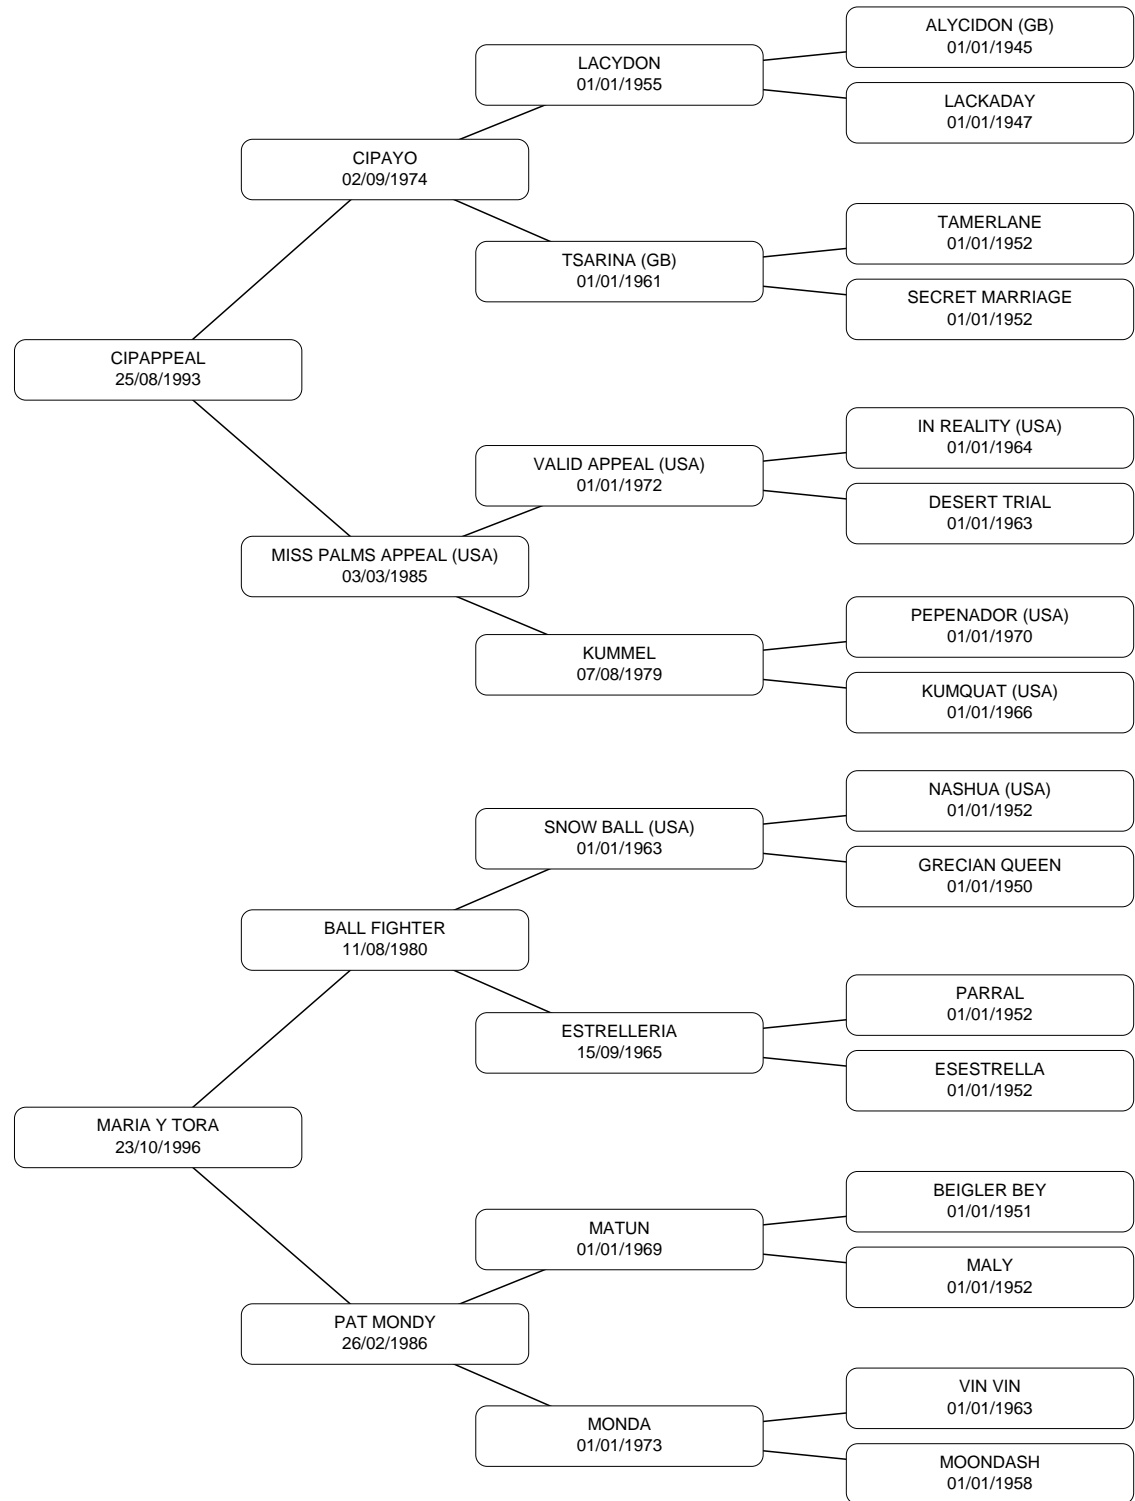 ALYCIDON (GB)
01/01/1945
LACYDON
01/01/1955
LACKADAY
01/01/1947
CIPAYO
02/09/1974
TAMERLANE
01/01/1952
TSARINA (GB)
01/01/1961
SECRET MARRIAGE
01/01/1952
CIPAPPEAL
25/08/1993
IN REALITY (USA)
01/01/1964
VALID APPEAL (USA)
01/01/1972
DESERT TRIAL
01/01/1963
MISS PALMS APPEAL (USA)
03/03/1985
PEPENADOR (USA)
01/01/1970
KUMMEL
07/08/1979
KUMQUAT (USA)
01/01/1966
NASHUA (USA)
01/01/1952
SNOW BALL (USA)
01/01/1963
GRECIAN QUEEN
01/01/1950
BALL FIGHTER
11/08/1980
PARRAL
01/01/1952
ESTRELLERIA
15/09/1965
ESESTRELLA
01/01/1952
MARIA Y TORA
23/10/1996
BEIGLER BEY
01/01/1951
MATUN
01/01/1969
MALY
01/01/1952
PAT MONDY
26/02/1986
VIN VIN
01/01/1963
MONDA
01/01/1973
MOONDASH
01/01/1958